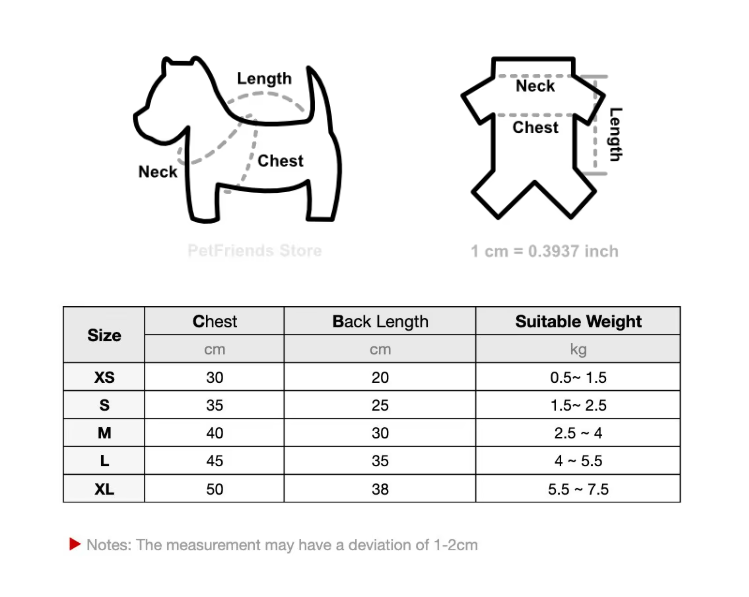 Length
Neck
Chest
Neck
Chest
Length
PetFriends Store
1 cm = 0.3937 inch
Size Chest Back Length Suitable Weight
cm cm kg
XS 30 20 0.5~ 1.5
S 35 25 1.5~ 2.5
M 40 30 2.5 ~ 4
L 45 35 4 ~ 5.5
XL 50 38 5.5 ~ 7.5
Notes: The measurement may have a deviation of 1-2cm